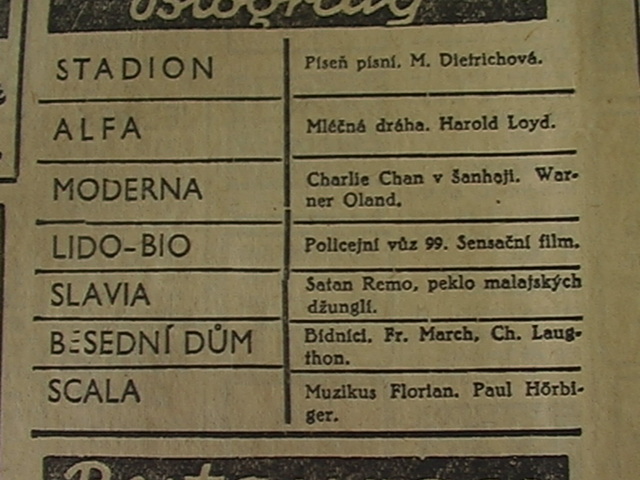 Biografy
STADION Píseň písní. M. Dietrichová.
ALFA Mléčná dráha. Harold Loyd.
MODERNA Charlie Chan v Šanhaji. War-
ner Oland.
LIDO-BIO Policejní vůz 99. Sensační film.
SLAVIA Satan Remo, peklo malajských
džunglí.
BESEDNÍ DŮM Bídníci. Fr. March, Ch. Laug-
thon.
SCALA Muzikus Florian. Paul Hörbi-
ger.